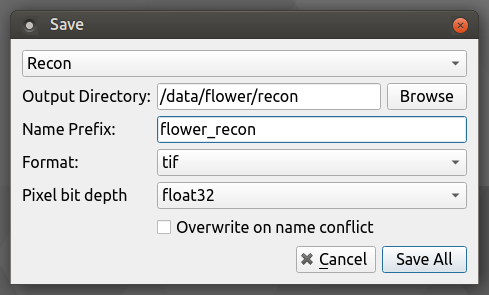 Save
Recon
Output Directory: /data/flower/recon Browse
Name Prefix: flower_recon
Format: tif
Pixel bit depth float32
Overwrite on name conflict
Cancel Save All